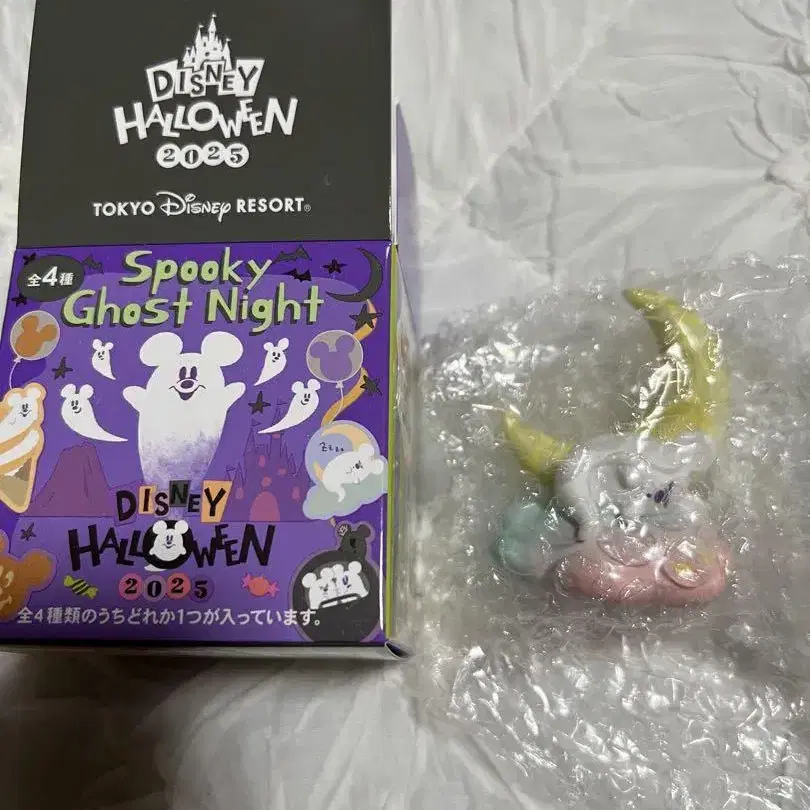 DISNEY
HALLOWEEN
2025
TOKYO Disney RESORT®
全4種
Spooky
Ghost Night
Zzzz
DISNEY
HALLOWEEN
2025
全4種類のうちどれか1つが入っています。